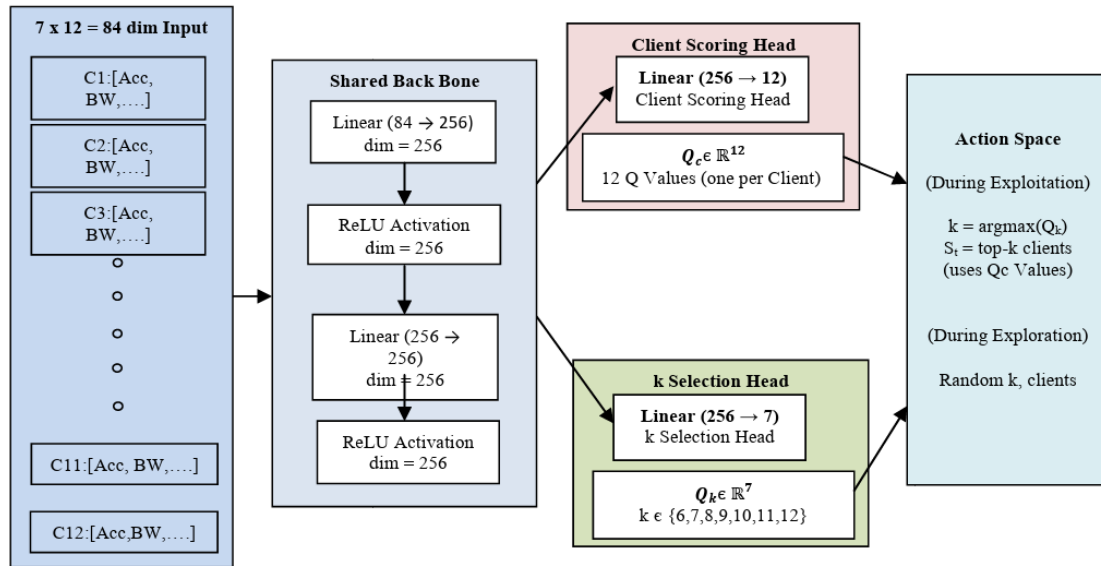 7 x 12 = 84 dim Input
C1:[Acc,
BW,….]
C2:[Acc,
BW,….]
C3:[Acc,
BW,….]
C11:[Acc, BW,….]
C12:[Acc,BW,….]
Shared Back Bone
Linear (84 → 256)
dim = 256
ReLU Activation
dim = 256
Linear (256 →
256)
dim = 256
ReLU Activation
dim = 256
Client Scoring Head
Linear (256 → 12)
Client Scoring Head
Q_c ϵ ℝ¹²
12 Q Values (one per Client)
k Selection Head
Linear (256 → 7)
k Selection Head
Q_k ϵ ℝ⁷
k ϵ {6,7,8,9,10,11,12}
Action Space
(During Exploitation)
k = argmax(Q_k)
S_t = top-k clients
(uses Qc Values)
(During Exploration)
Random k, clients